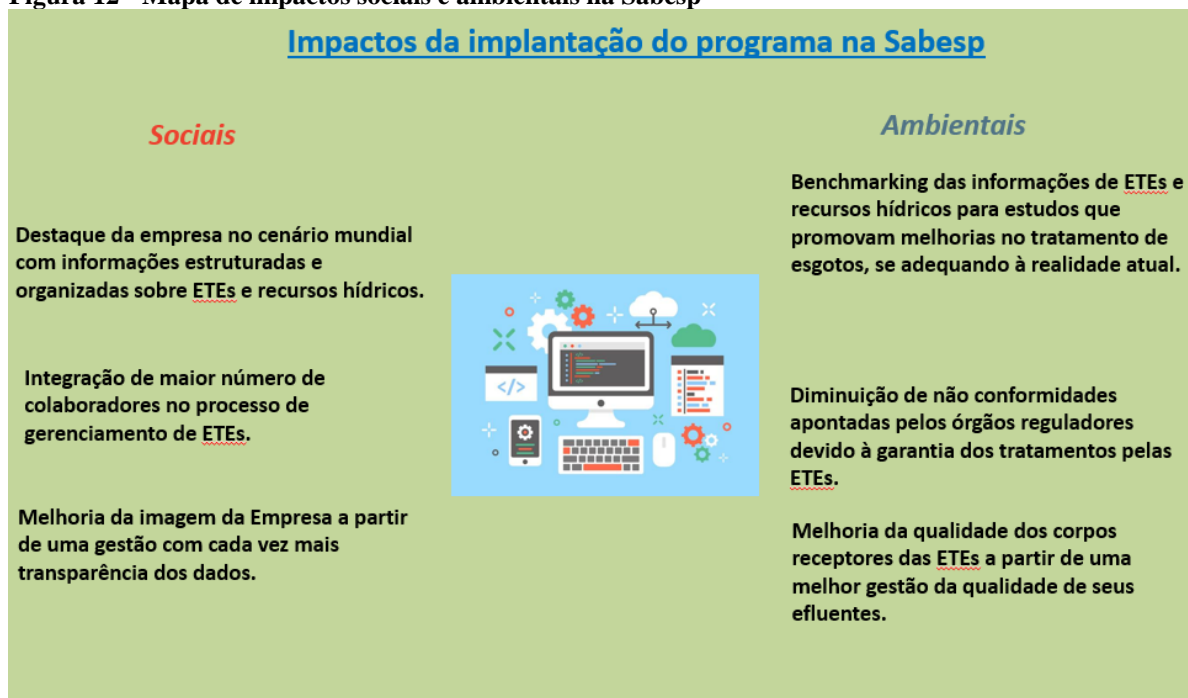 Figura 12 - Mapa de impactos sociais e ambientais na Sabesp
Impactos da implantação do programa na Sabesp
Sociais
Destaque da empresa no cenário mundial
com informações estruturadas e
organizadas sobre ETEs e recursos hídricos.
Integração de maior número de
colaboradores no processo de
gerenciamento de ETEs.
Melhoria da imagem da Empresa a partir
de uma gestão com cada vez mais
transparência dos dados.
</>
Ambientais
Benchmarking das informações de ETEs e
recursos hídricos para estudos que
promovam melhorias no tratamento de
esgotos, se adequando à realidade atual.
Diminuição de não conformidades
apontadas pelos órgãos reguladores
devido à garantia dos tratamentos pelas
ETEs.
Melhoria da qualidade dos corpos
receptores das ETEs a partir de uma
melhor gestão da qualidade de seus
efluentes.